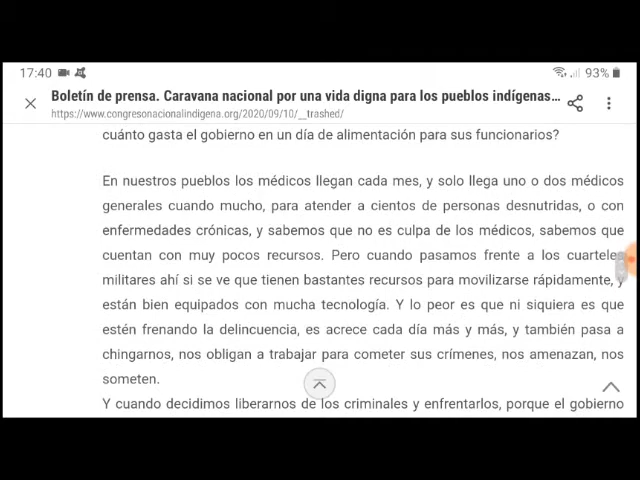 17:40
93%
Boletín de prensa. Caravana nacional por una vida digna para los pueblos indígenas...
https://www.congresonacionalindigena.org/2020/09/10/__trashed/
cuánto gasta el gobierno en un día de alimentación para sus funcionarios?
En nuestros pueblos los médicos llegan cada mes, y solo llega uno o dos médicos
generales cuando mucho, para atender a cientos de personas desnutridas, o con
enfermedades crónicas, y sabemos que no es culpa de los médicos, sabemos que
cuentan con muy pocos recursos. Pero cuando pasamos frente a los cuarteles
militares ahí si se ve que tienen bastantes recursos para movilizarse rápidamente, y
están bien equipados con mucha tecnología. Y lo peor es que ni siquiera es que
estén frenando la delincuencia, es acrece cada día más y más, y también pasa a
chingarnos, nos obligan a trabajar para cometer sus crímenes, nos amenazan, nos
someten.
Y cuando decidimos liberarnos de los criminales y enfrentarlos, porque el gobierno